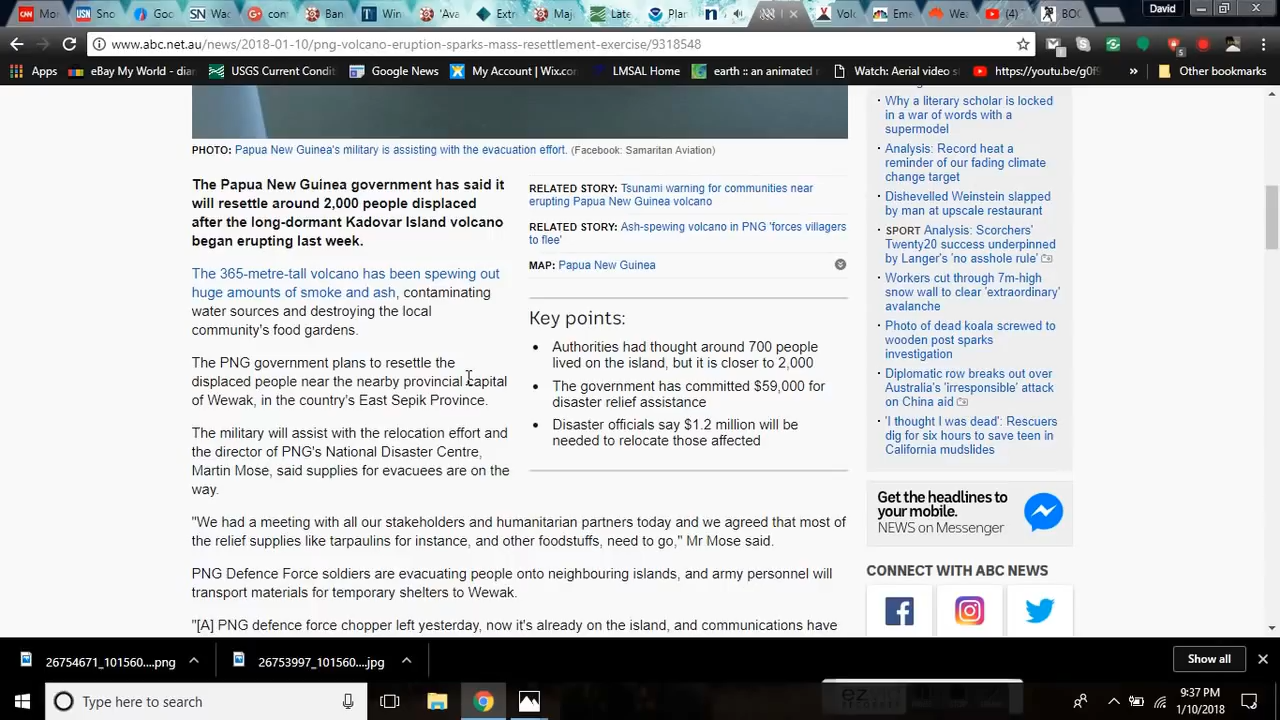 Mo
Goo
SN Wac
con
Ban
Win
'Ava
Extr
Maj
Late
Plan
n
Volc
Eme
Wea
(4)
BOC
David
www.abc.net.au/news/2018-01-10/png-volcano-eruption-sparks-mass-resettlement-exercise/9318548
Apps
eBay My World - dian
USGS Current Condit
Google News
My Account | Wix.com
LMSAL Home
earth :: an animated
Watch: Aerial video s
https://youtu.be/g0f9
»
Other bookmarks
PHOTO: Papua New Guinea's military is assisting with the evacuation effort. (Facebook: Samaritan Aviation)
The Papua New Guinea government has said it
will resettle around 2,000 people displaced
after the long-dormant Kadovar Island volcano
began erupting last week.
The 365-metre-tall volcano has been spewing out
huge amounts of smoke and ash, contaminating
water sources and destroying the local
community's food gardens.
The PNG government plans to resettle the
displaced people near the nearby provincial capital
of Wewak, in the country's East Sepik Province.
The military will assist with the relocation effort and
the director of PNG's National Disaster Centre,
Martin Mose, said supplies for evacuees are on the
way.
RELATED STORY: Tsunami warning for communities near
erupting Papua New Guinea volcano
RELATED STORY: Ash-spewing volcano in PNG 'forces villagers
to flee'
MAP: Papua New Guinea
Key points:
• Authorities had thought around 700 people
lived on the island, but it is closer to 2,000
• The government has committed $59,000 for
disaster relief assistance
• Disaster officials say $1.2 million will be
needed to relocate those affected
"We had a meeting with all our stakeholders and humanitarian partners today and we agreed that most of
the relief supplies like tarpaulins for instance, and other foodstuffs, need to go," Mr Mose said.
PNG Defence Force soldiers are evacuating people onto neighbouring islands, and army personnel will
transport materials for temporary shelters to Wewak.
"[A] PNG defence force chopper left yesterday, now it's already on the island, and communications have
· Why a literary scholar is locked
in a war of words with a
supermodel
· Analysis: Record heat a
reminder of our fading climate
change target
· Dishevelled Weinstein slapped
by man at upscale restaurant
· SPORT Analysis: Scorchers'
Twenty20 success underpinned
by Langer's 'no asshole rule'
· Workers cut through 7m-high
snow wall to clear 'extraordinary'
avalanche
· Photo of dead koala screwed to
wooden post sparks
investigation
· Diplomatic row breaks out over
Australia's 'irresponsible' attack
on China aid
· 'I thought I was dead': Rescuers
dig for six hours to save teen in
California mudslides
Get the headlines to
your mobile.
NEWS on Messenger
CONNECT WITH ABC NEWS
26754671_101560....png
26753997_101560....jpg
Show all
Type here to search
9:37 PM
1/10/2018